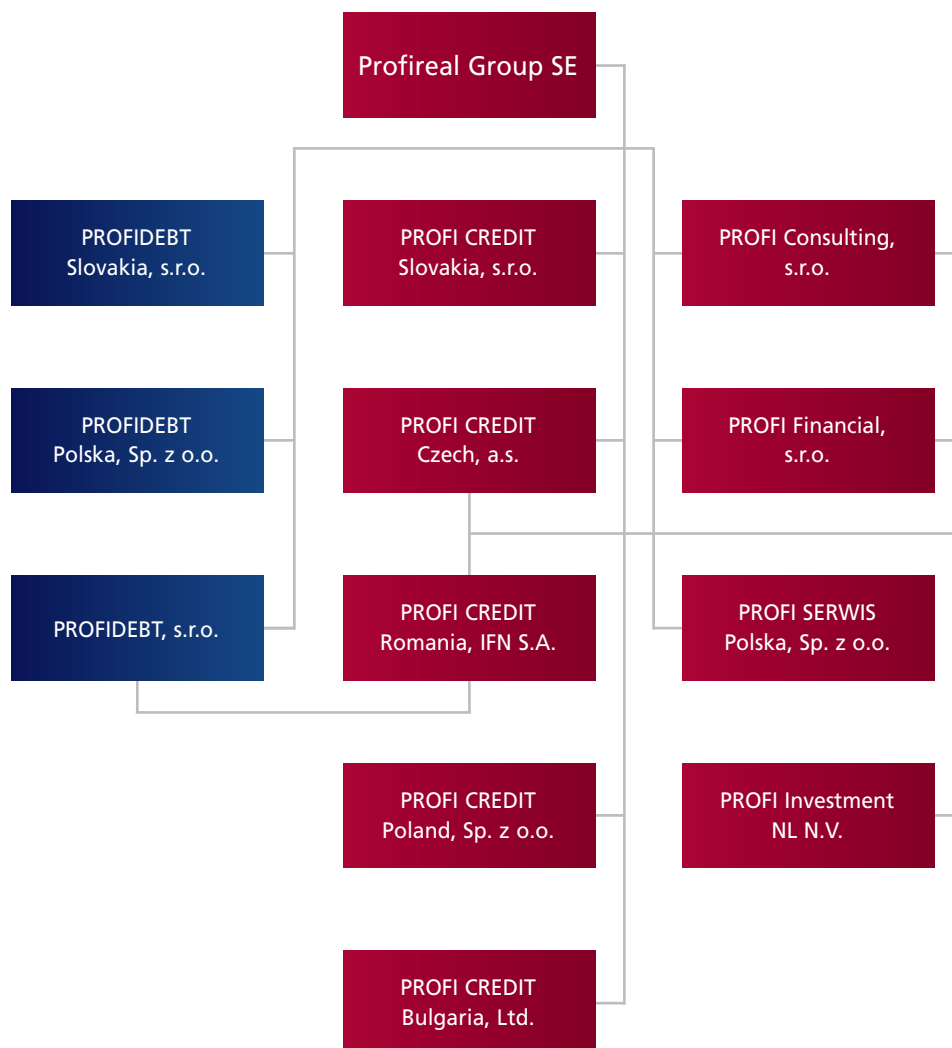 Profireal Group SE
PROFIDEBT
Slovakia, s.r.o.
PROFI CREDIT
Slovakia, s.r.o.
PROFI Consulting,
s.r.o.
PROFIDEBT
Polska, Sp. z o.o.
PROFI CREDIT
Czech, a.s.
PROFI Financial,
s.r.o.
PROFIDEBT, s.r.o.
PROFI CREDIT
Romania, IFN S.A.
PROFI SERWIS
Polska, Sp. z o.o.
PROFI CREDIT
Poland, Sp. z o.o.
PROFI Investment
NL N.V.
PROFI CREDIT
Bulgaria, Ltd.